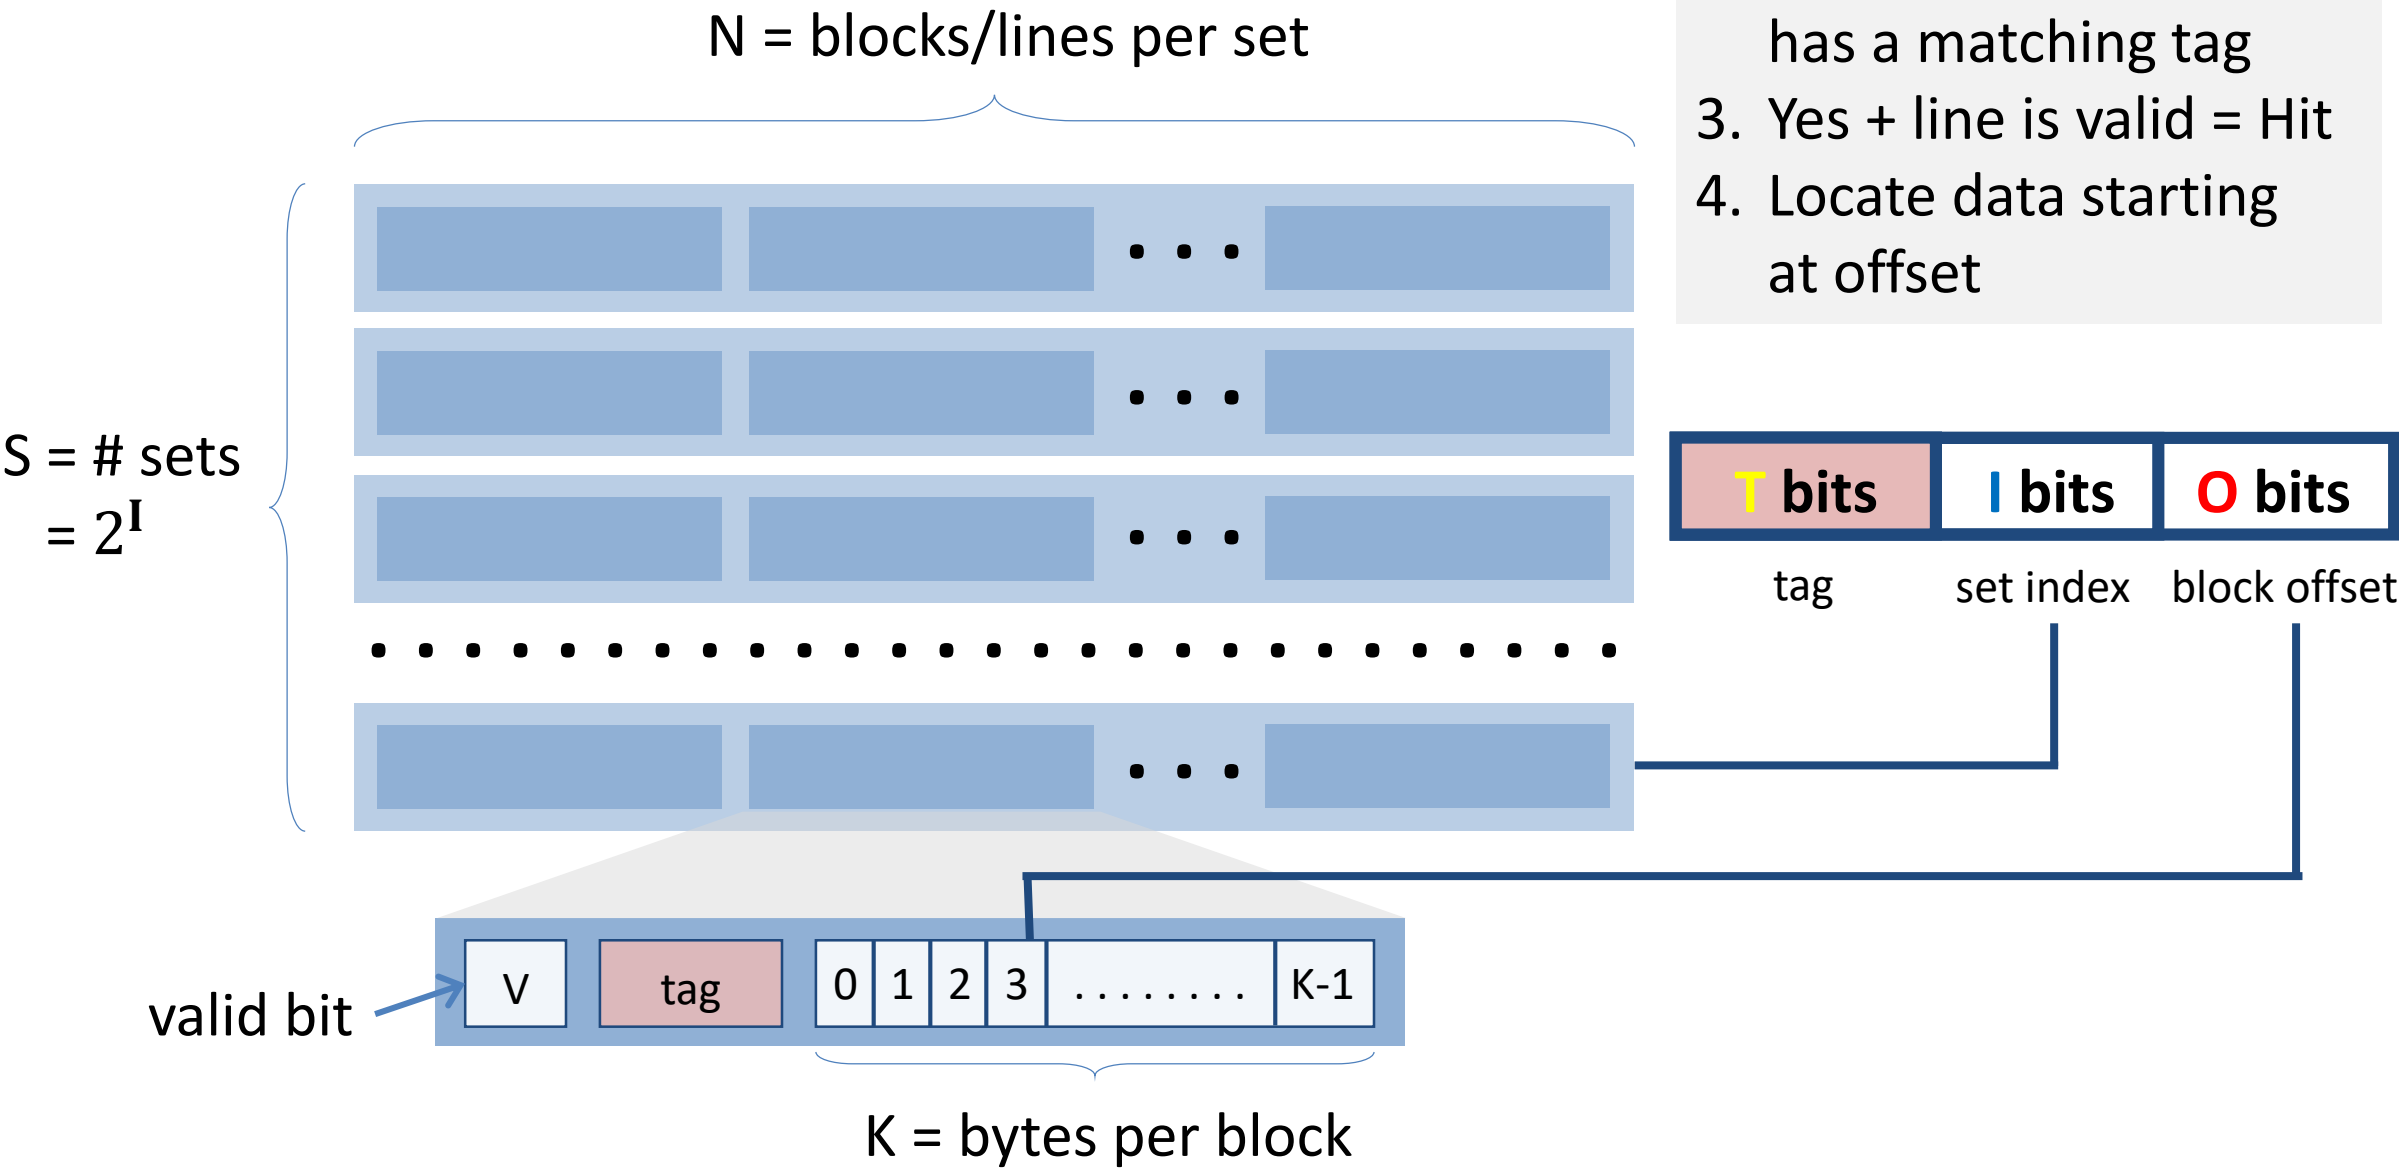 N = blocks/lines per set
has a matching tag
3. Yes + line is valid = Hit
4. Locate data starting
at offset
S = # sets
= 2^I
T bits I bits O bits
tag set index block offset
valid bit
V tag 0 1 2 3 ........ K-1
K = bytes per block